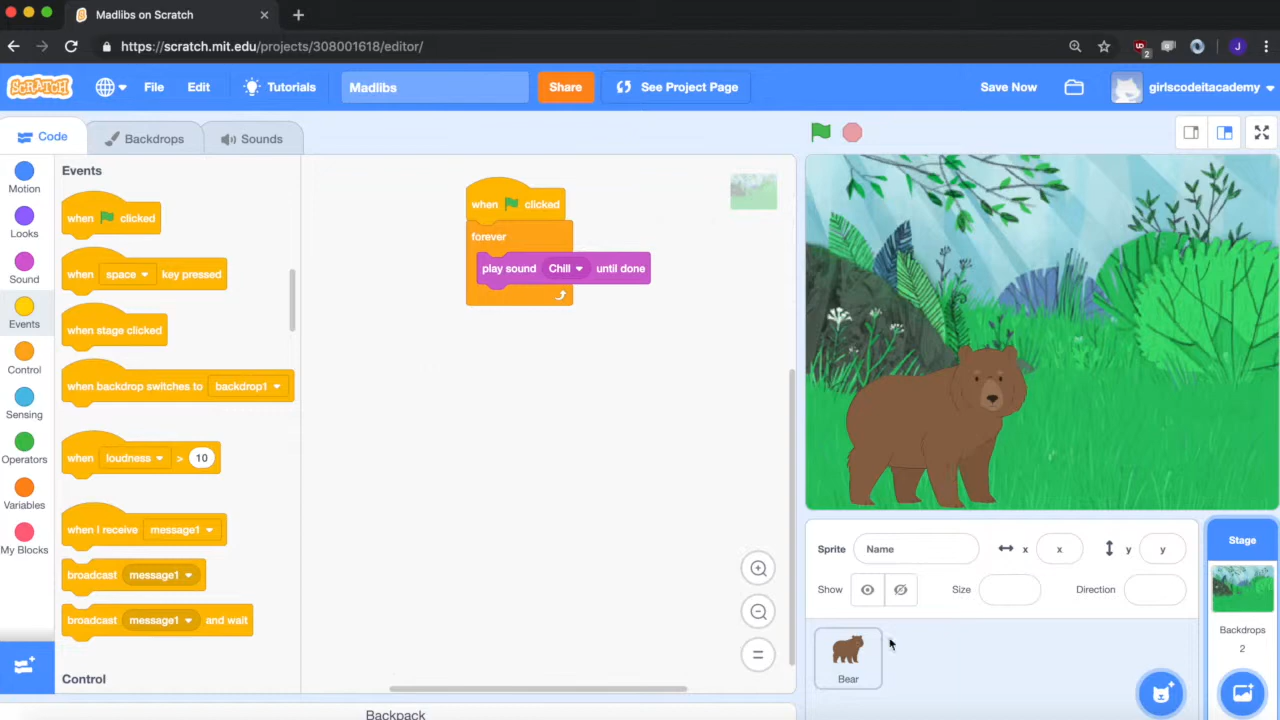 Madlibs on Scratch
https://scratch.mit.edu/projects/308001618/editor/
2
J
SCRATCH
File
Edit
Tutorials
Madlibs
Share
See Project Page
Save Now
girlscodeitacademy
Code
Backdrops
Sounds
Motion
Looks
Sound
Events
Control
Sensing
Operators
Variables
My Blocks
Events
when clicked
when space key pressed
when stage clicked
when backdrop switches to backdrop1
when loudness > 10
when I receive message1
broadcast message1
broadcast message1 and wait
Control
when clicked
forever
play sound Chill until done
Sprite Name x x y y
Show Size Direction
Bear
Stage
Backdrops
2
Backpack